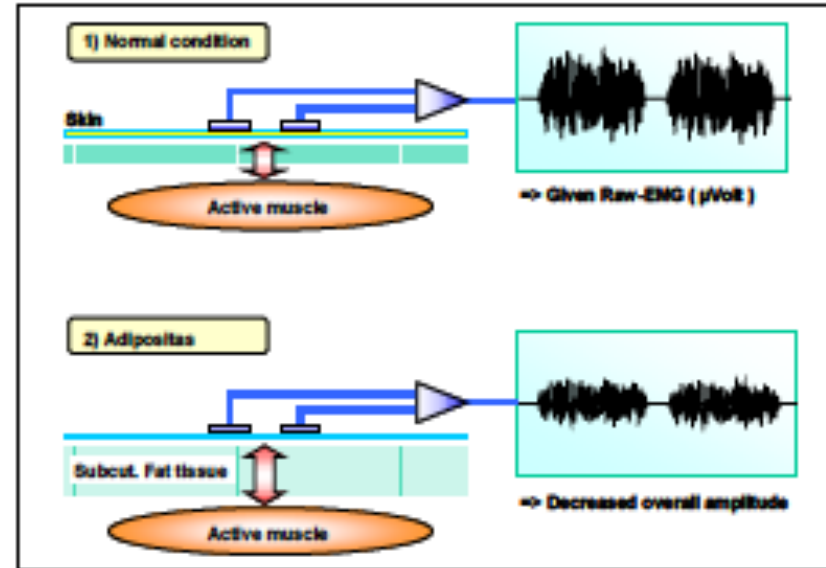 1) Normal condition
Skin
Active muscle
=> Given Raw-EMG ( µVolt )
2) Adipositas
Subcut. Fat tissue
Active muscle
=> Decreased overall amplitude